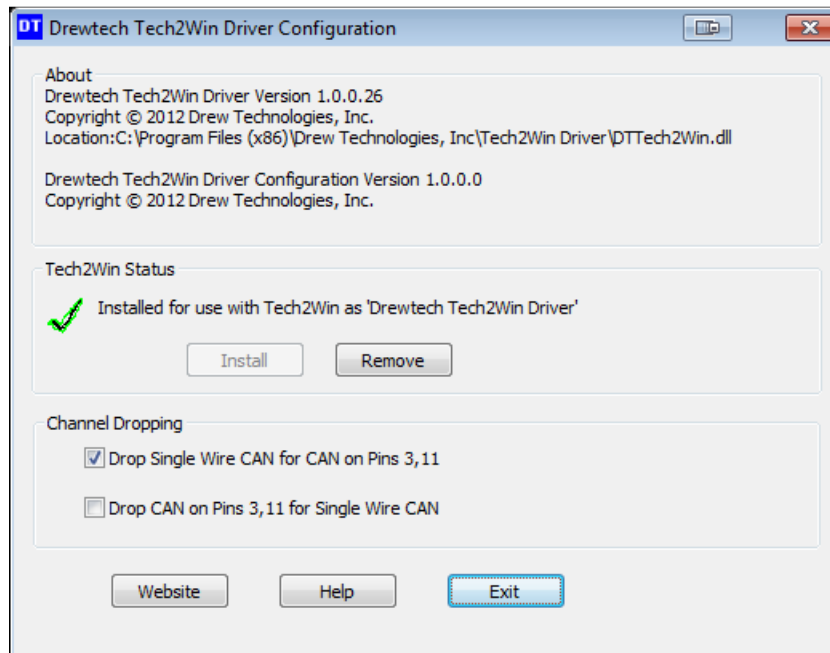 DT Drewtech Tech2Win Driver Configuration
About
Drewtech Tech2Win Driver Version 1.0.0.26
Copyright © 2012 Drew Technologies, Inc.
Location:C:\Program Files (x86)\Drew Technologies, Inc\Tech2Win Driver\DTTech2Win.dll
Drewtech Tech2Win Driver Configuration Version 1.0.0.0
Copyright © 2012 Drew Technologies, Inc.
Tech2Win Status
Installed for use with Tech2Win as 'Drewtech Tech2Win Driver'
Install Remove
Channel Dropping
Drop Single Wire CAN for CAN on Pins 3,11
Drop CAN on Pins 3,11 for Single Wire CAN
Website Help Exit